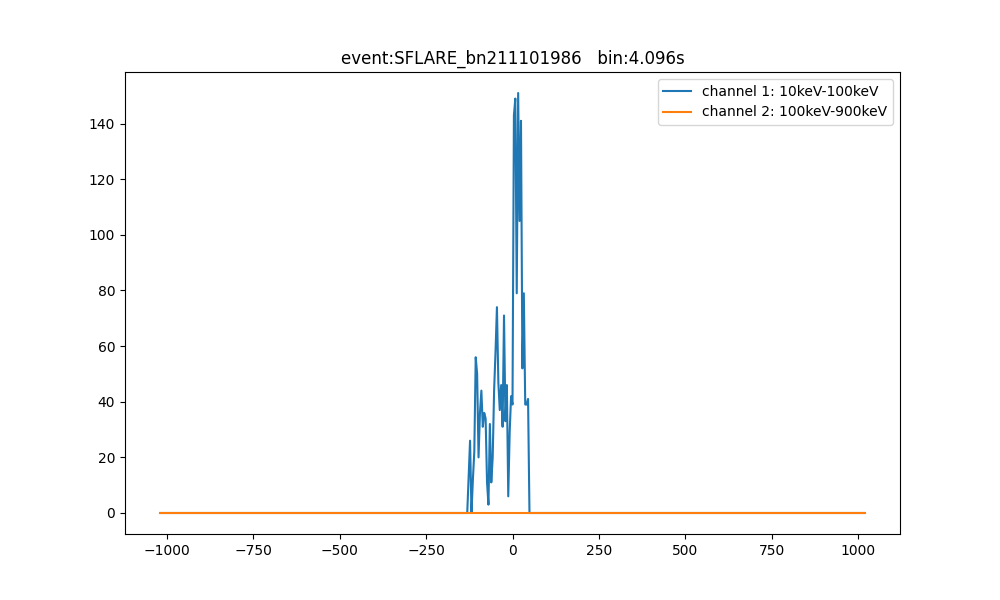 event:SFLARE_bn211101986   bin:4.096s
channel 1: 10keV-100keV
channel 2: 100keV-900keV
140
120
100
80
60
40
20
0
−1000 −750 −500 −250 0 250 500 750 1000